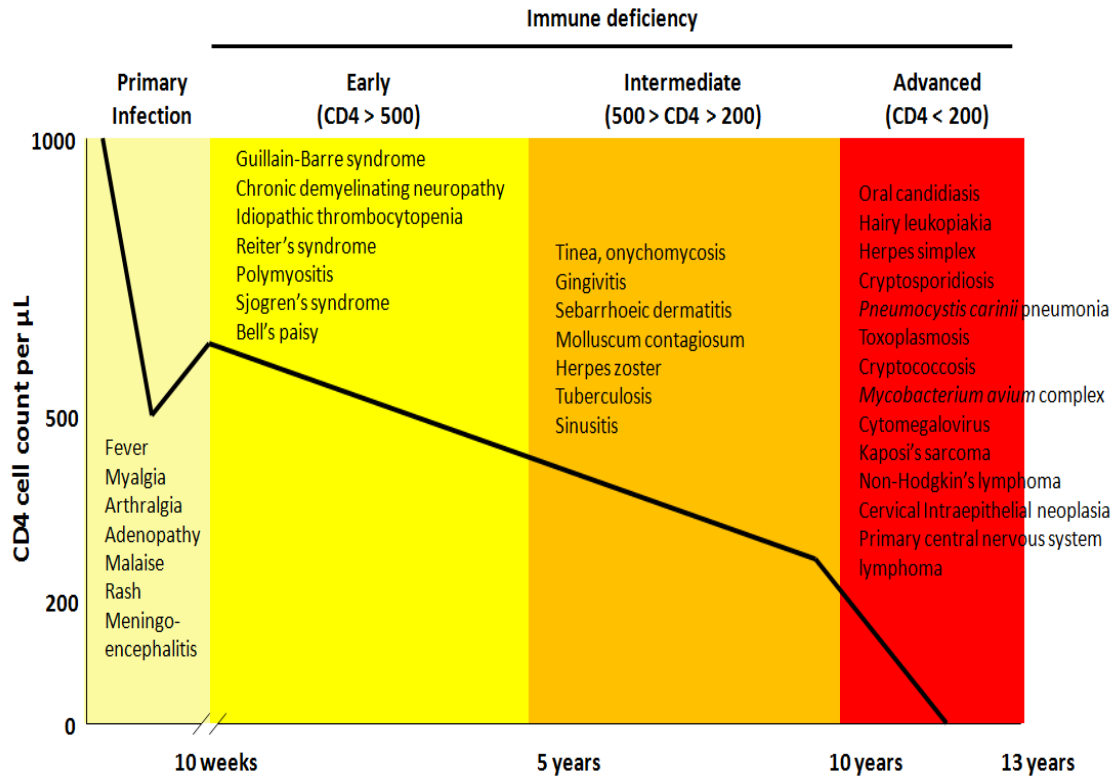 Immune deficiency
Primary
Infection
Early
(CD4 > 500)
Intermediate
(500 > CD4 > 200)
Advanced
(CD4 < 200)
CD4 cell count per µL
1000
500
200
0
Fever
Myalgia
Arthralgia
Adenopathy
Malaise
Rash
Meningo-
encephalitis
Guillain-Barre syndrome
Chronic demyelinating neuropathy
Idiopathic thrombocytopenia
Reiter's syndrome
Polymyositis
Sjogren's syndrome
Bell's paisy
Tinea, onychomycosis
Gingivitis
Sebarrhoeic dermatitis
Molluscum contagiosum
Herpes zoster
Tuberculosis
Sinusitis
Oral candidiasis
Hairy leukopiakia
Herpes simplex
Cryptosporidiosis
Pneumocystis carinii pneumonia
Toxoplasmosis
Cryptococcosis
Mycobacterium avium complex
Cytomegalovirus
Kaposi's sarcoma
Non-Hodgkin's lymphoma
Cervical Intraepithelial neoplasia
Primary central nervous system
lymphoma
10 weeks
5 years
10 years
13 years